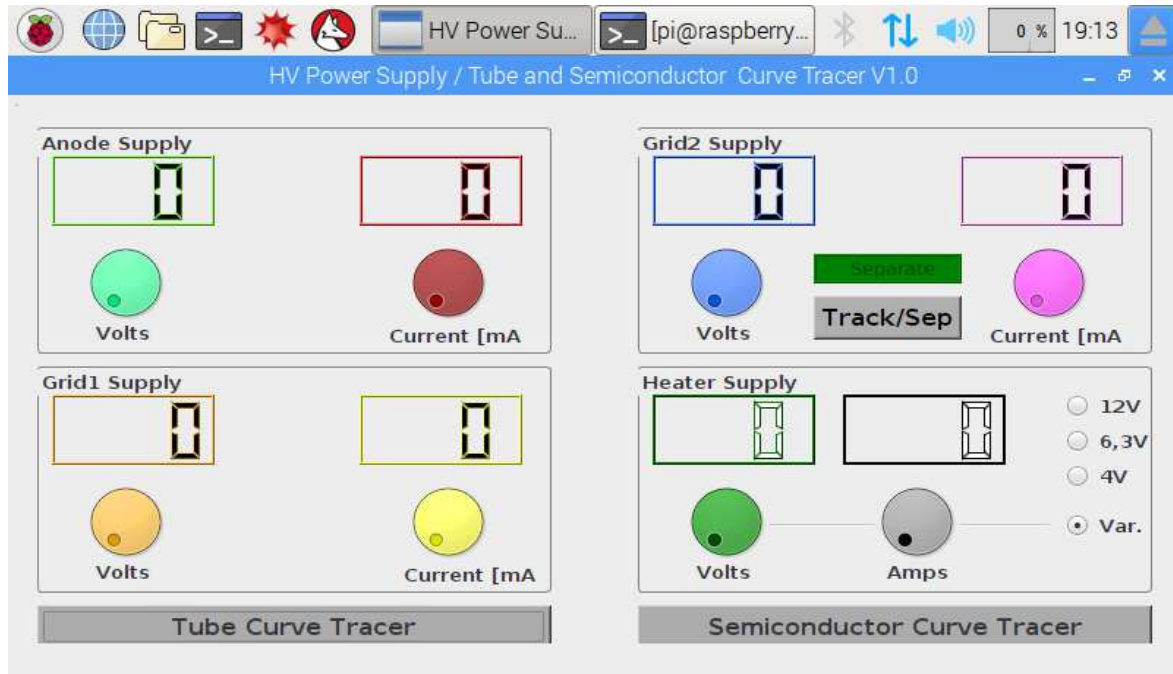 HV Power Su... [pi@raspberry... 0 % 19:13
HV Power Supply / Tube and Semiconductor Curve Tracer V1.0
Anode Supply
0 0
Volts Current [mA
Grid2 Supply
0 0
Separate
Track/Sep
Volts Current [mA
Grid1 Supply
0 0
Volts Current [mA
Heater Supply
0 0
12V
6,3V
4V
Var.
Volts Amps
Tube Curve Tracer
Semiconductor Curve Tracer